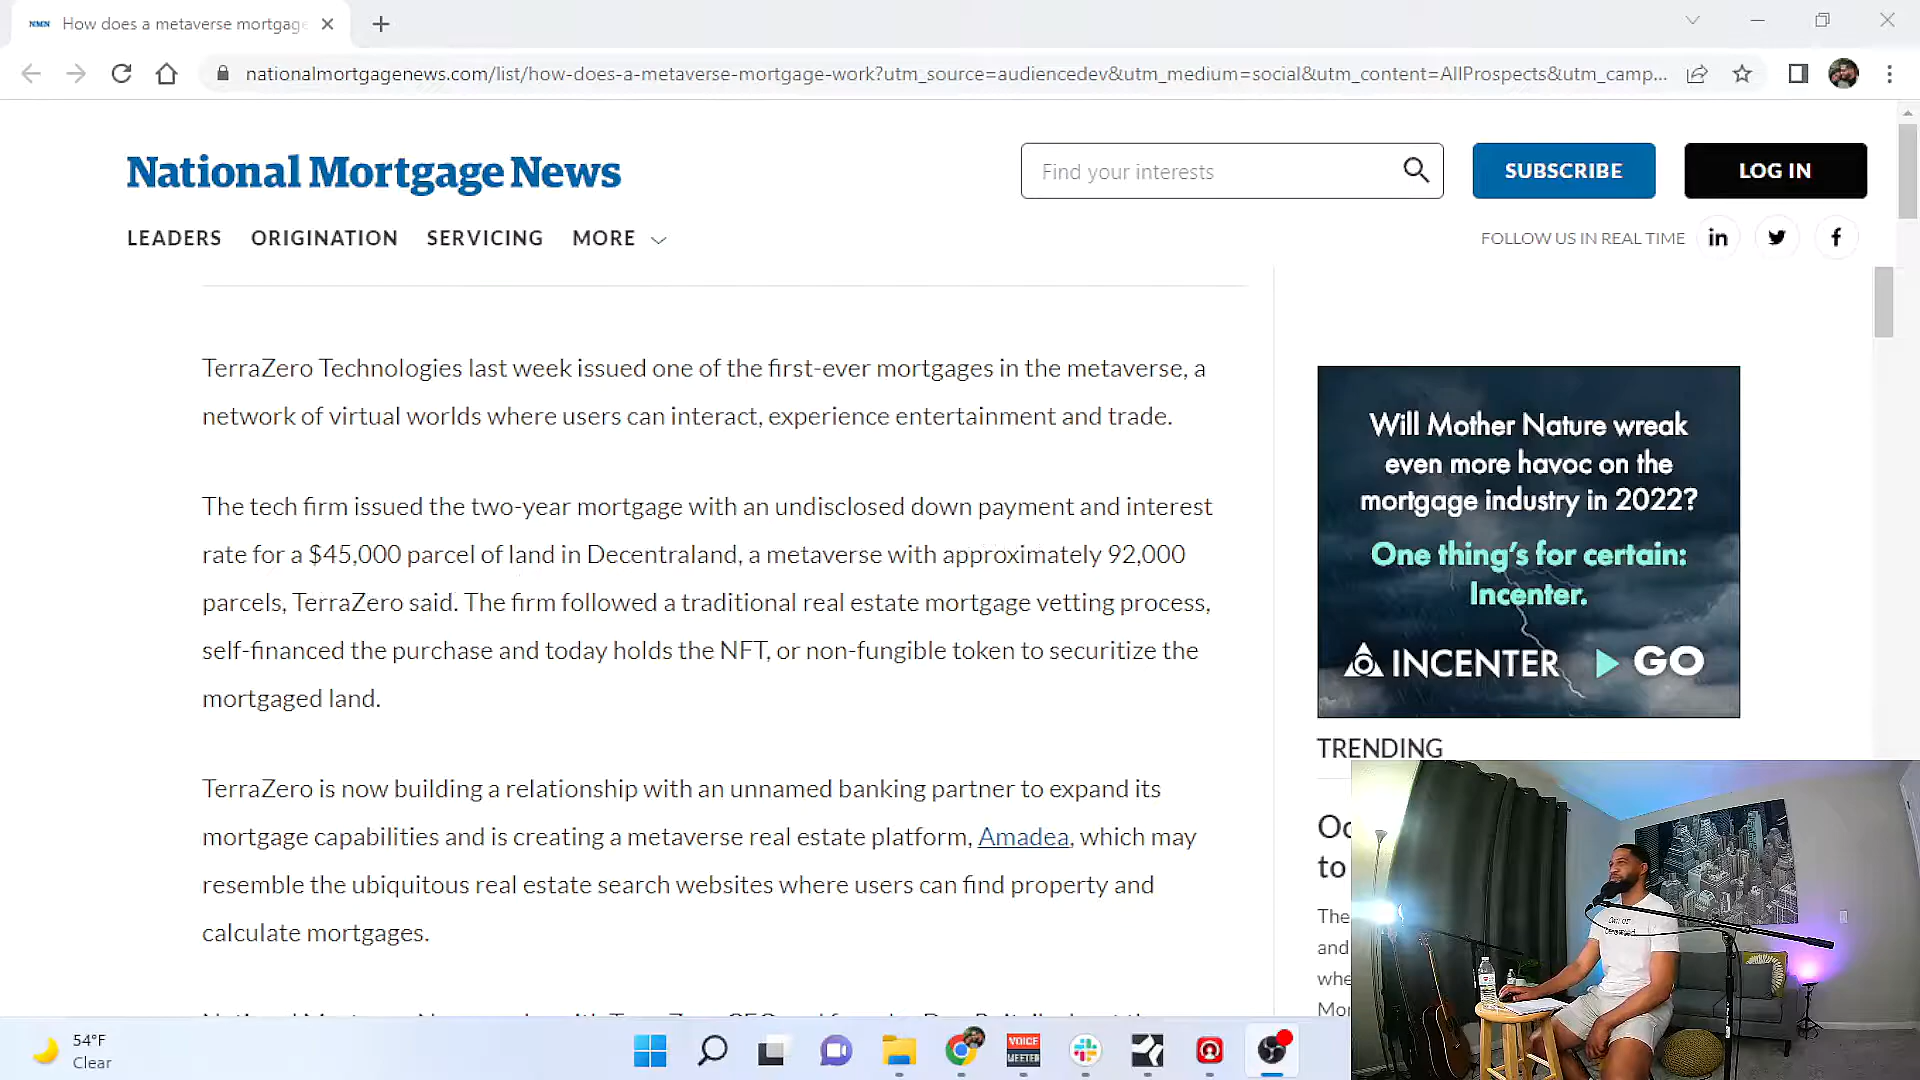 NMN How does a metaverse mortgage
nationalmortgagenews.com/list/how-does-a-metaverse-mortgage-work?utm_source=audiencedev&utm_medium=social&utm_content=AllProspects&utm_camp...
National Mortgage News
Find your interests
SUBSCRIBE
LOG IN
LEADERS ORIGINATION SERVICING MORE
FOLLOW US IN REAL TIME in f
TerraZero Technologies last week issued one of the first-ever mortgages in the metaverse, a
network of virtual worlds where users can interact, experience entertainment and trade.
The tech firm issued the two-year mortgage with an undisclosed down payment and interest
rate for a $45,000 parcel of land in Decentraland, a metaverse with approximately 92,000
parcels, TerraZero said. The firm followed a traditional real estate mortgage vetting process,
self-financed the purchase and today holds the NFT, or non-fungible token to securitize the
mortgaged land.
TerraZero is now building a relationship with an unnamed banking partner to expand its
mortgage capabilities and is creating a metaverse real estate platform, Amadea, which may
resemble the ubiquitous real estate search websites where users can find property and
calculate mortgages.
Will Mother Nature wreak
even more havoc on the
mortgage industry in 2022?
One thing's for certain:
Incenter.
INCENTER GO
TRENDING
to
The
and
whe
Mor
54°F
Clear
VOICE
MEETER